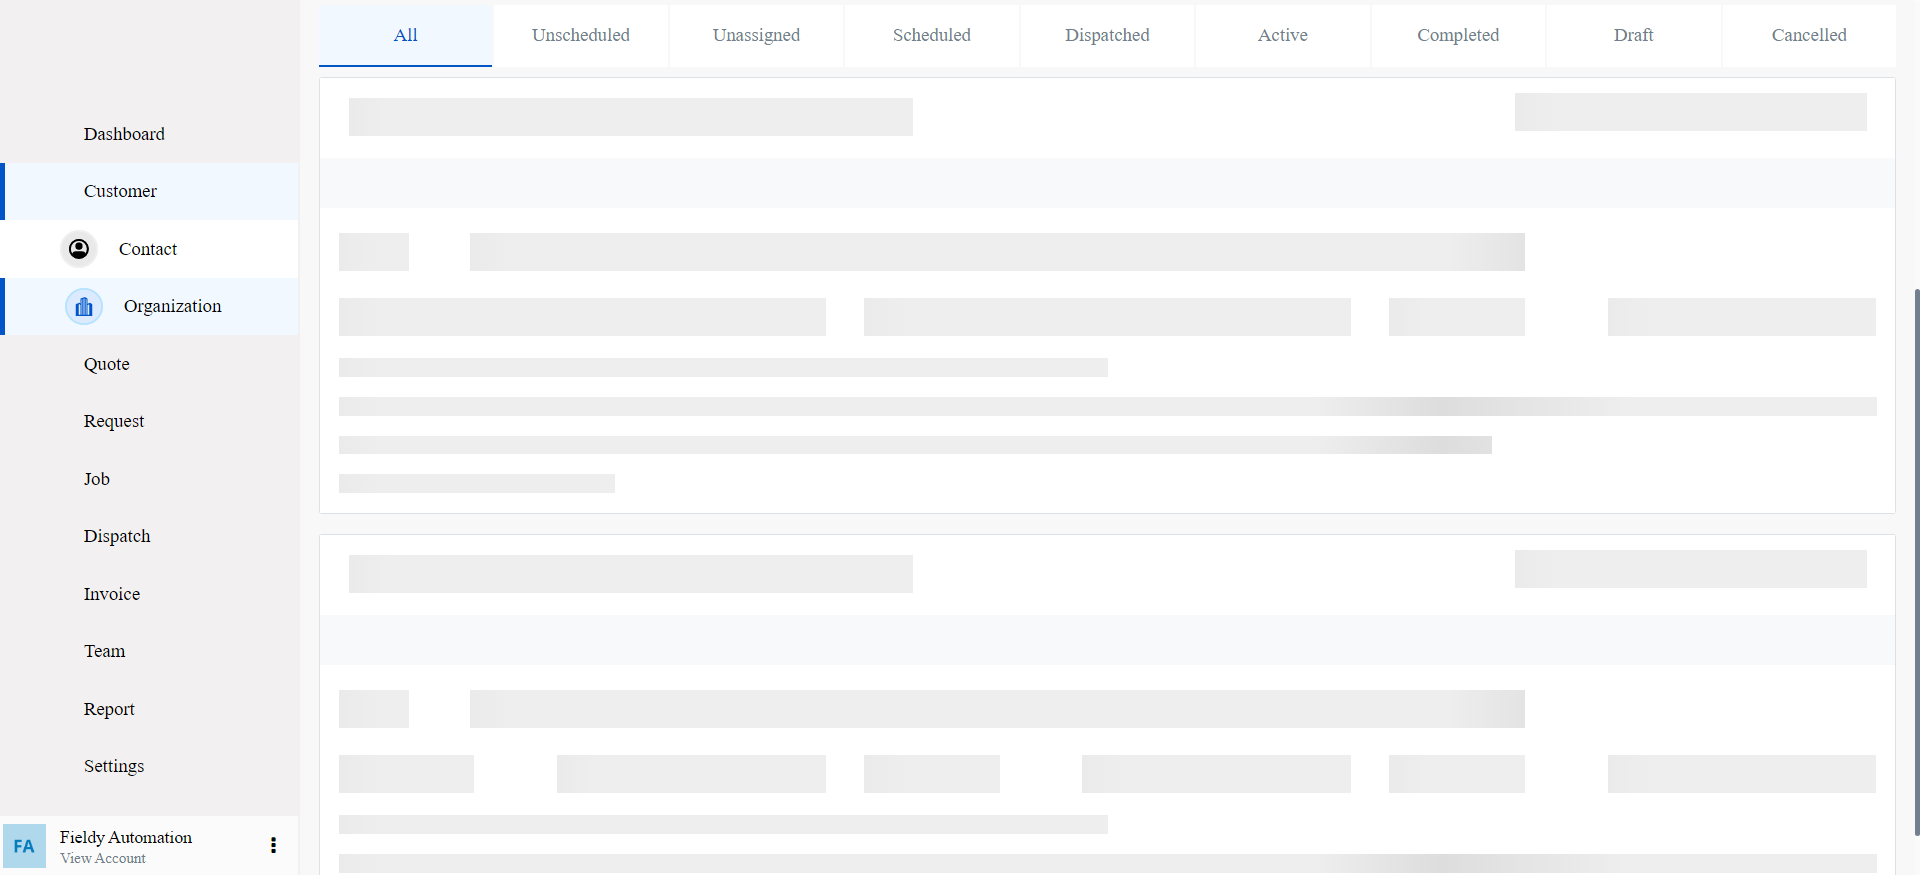 All
Unscheduled
Unassigned
Scheduled
Dispatched
Active
Completed
Draft
Cancelled
Dashboard
Customer
Contact
Organization
Quote
Request
Job
Dispatch
Invoice
Team
Report
Settings
FA
Fieldy Automation
View Account